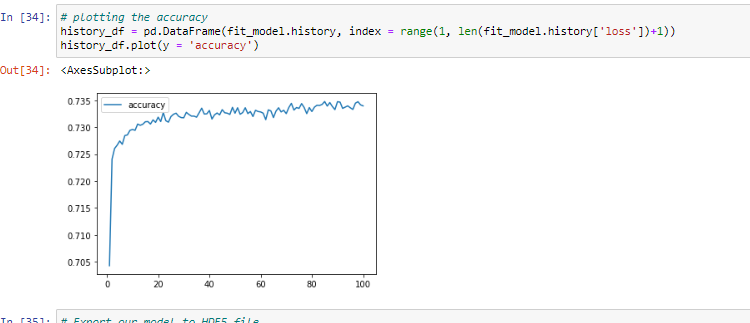 In [34]:
# plotting the accuracy
history_df = pd.DataFrame(fit_model.history, index = range(1, len(fit_model.history['loss'])+1))
history_df.plot(y = 'accuracy')
Out[34]: <AxesSubplot:>
accuracy
0.735
0.730
0.725
0.720
0.715
0.710
0.705
0 20 40 60 80 100
In [35]:
# Export our model to HDF5 file